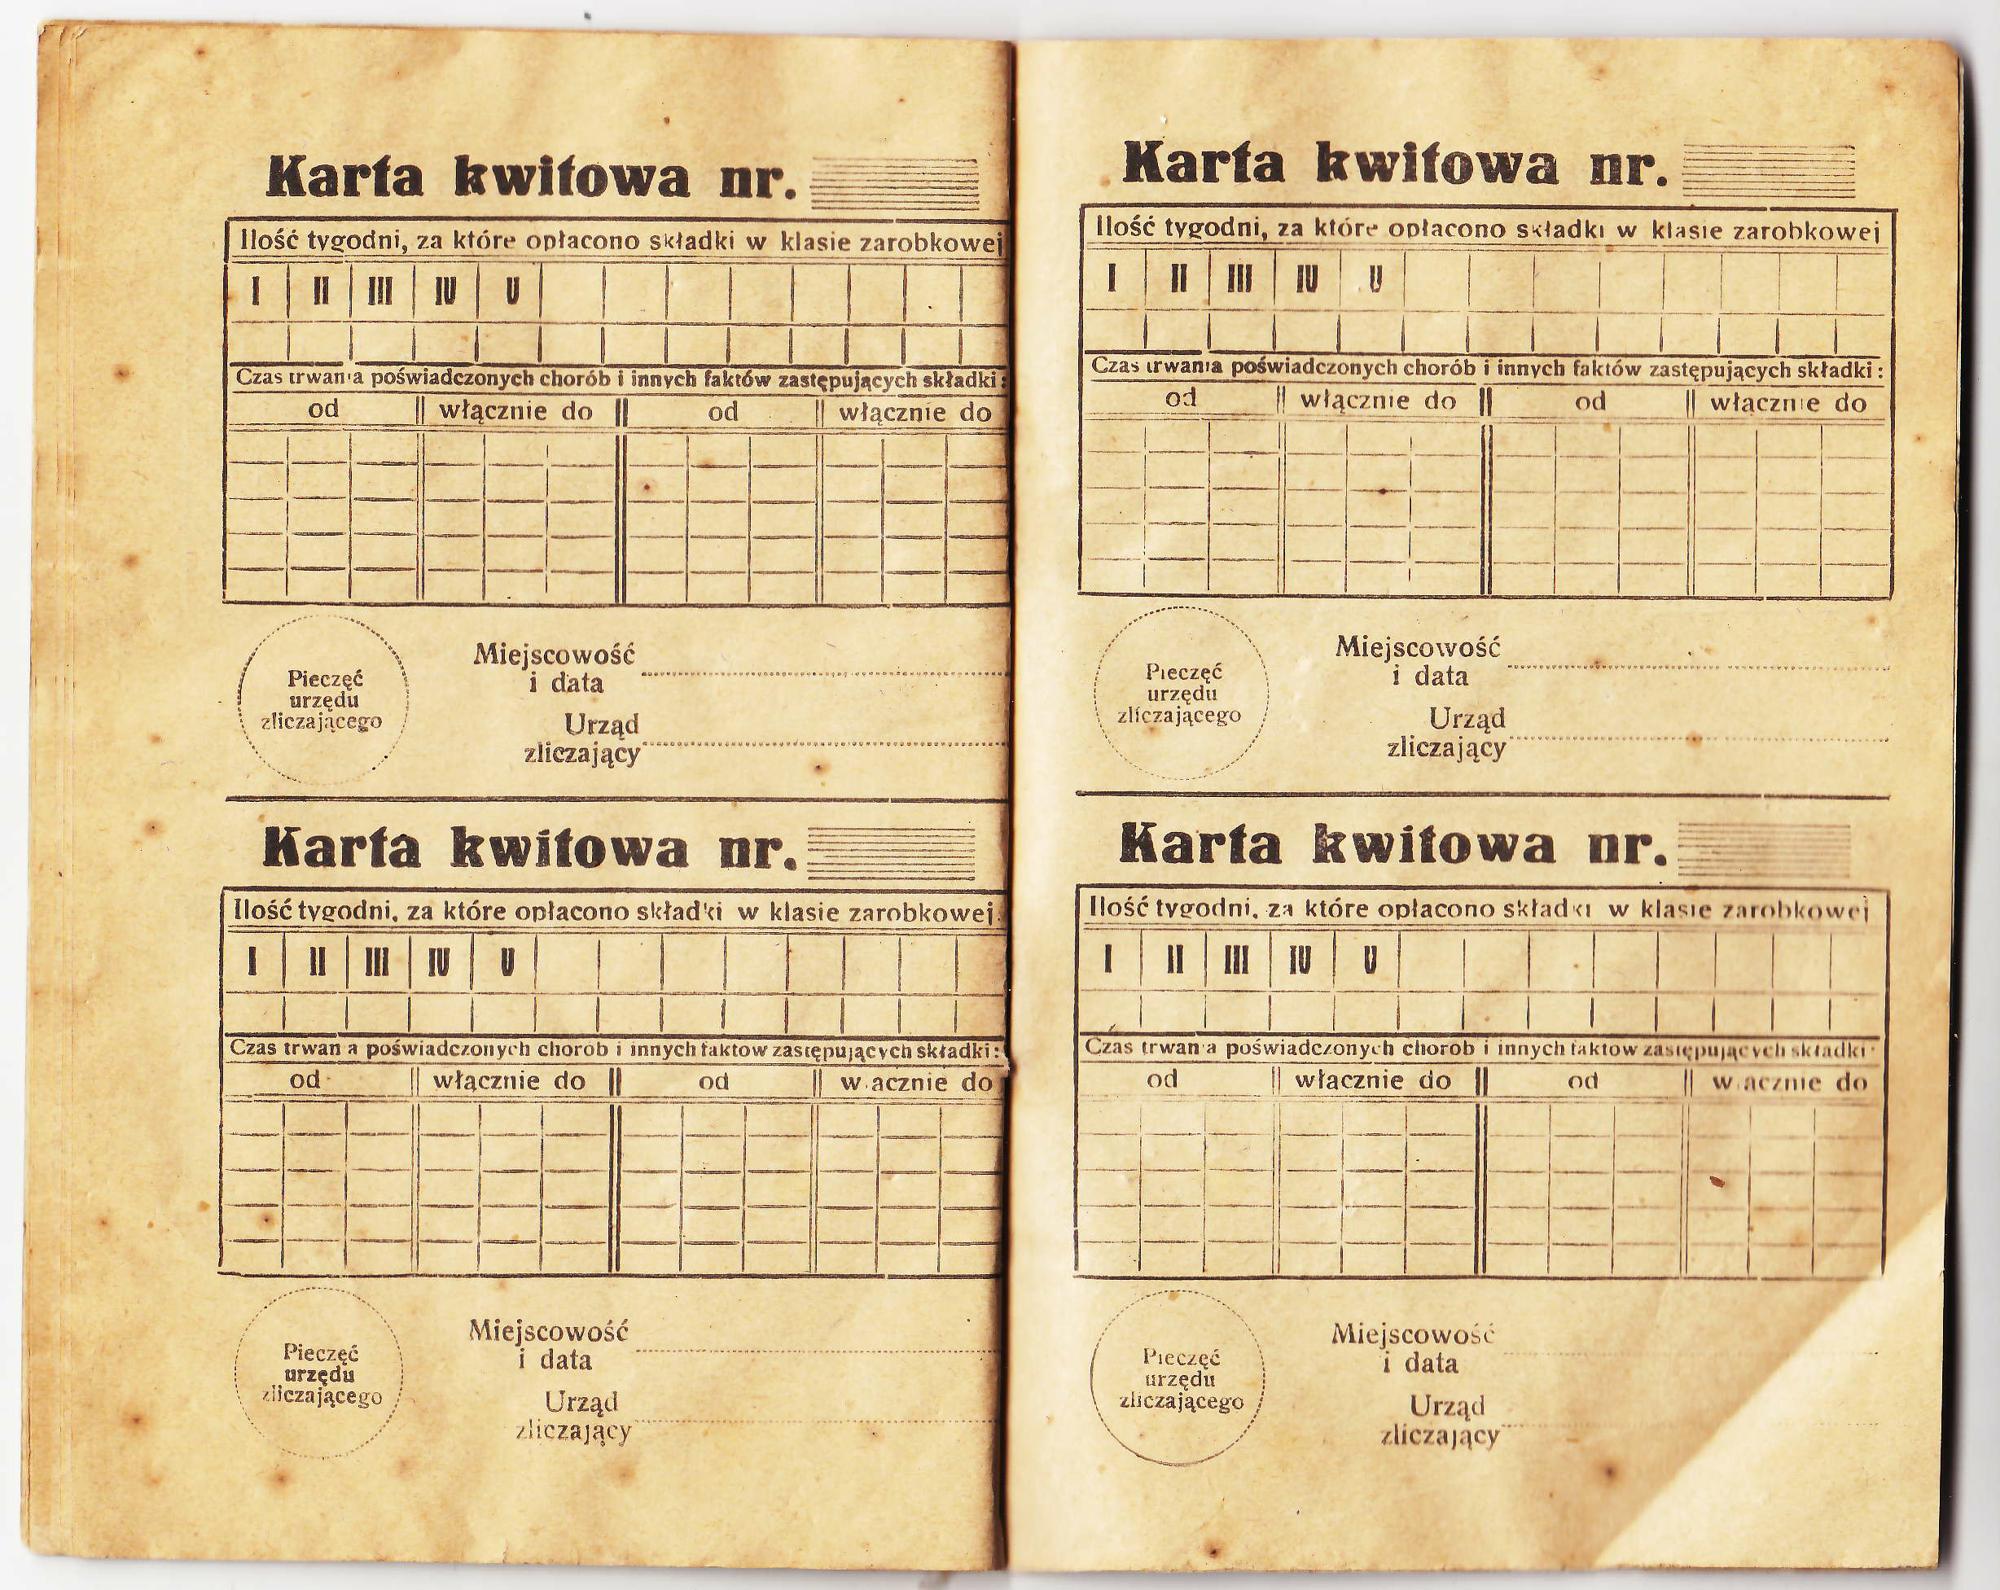 Karta kwitowa nr.
Ilość tygodni, za które opłacono składki w klasie zarobkowej
I II III IV V
Czas trwania poświadczonych chorób i innych faktów zastępujących składki:
od włącznie do od włącznie do
Miejscowość
i data
Pieczęć
urzędu
zliczającego
Urząd
zliczający
Karta kwitowa nr.
Ilość tygodni, za które opłacono składki w klasie zarobkowej
I II III IV V
Czas trwania poświadczonych chorób i innych faktow zastępujących składki:
od włącznie do od włącznie do
Miejscowość
i data
Pieczęć
urzędu
zliczającego
Urząd
zliczający
Karta kwitowa nr.
Ilość tygodni, za które opłacono składki w klasie zarobkowej
I II III IV V
Czas trwania poświadczonych chorób i innych faktów zastępujących składki:
od włącznie do od włącznie do
Miejscowość
i data
Pieczęć
urzędu
zliczającego
Urząd
zliczający
Karta kwitowa nr.
Ilość tygodni, za które opłacono składki w klasie zarobkowej
I II III IV V
Czas trwania poświadczonych chorób i innych faktow zastępujących składki:
od włącznie do od włącznie do
Miejscowość
i data
Pieczęć
urzędu
zliczającego
Urząd
zliczający